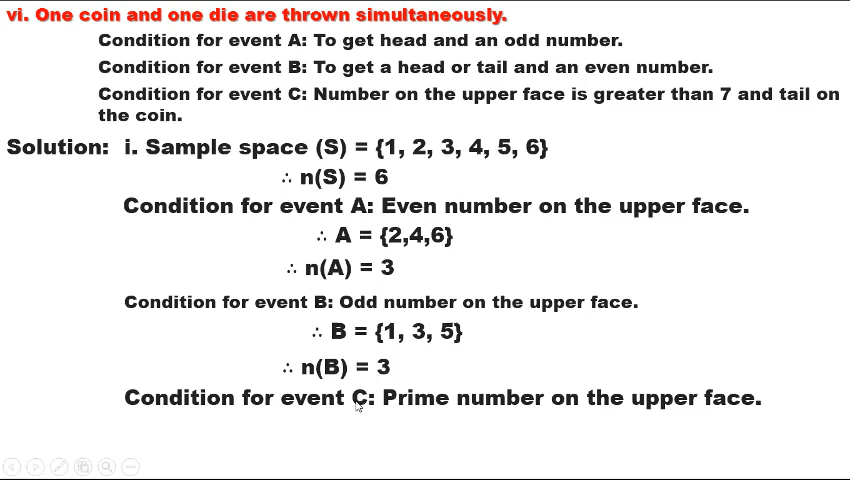 vi. One coin and one die are thrown simultaneously.
Condition for event A: To get head and an odd number.
Condition for event B: To get a head or tail and an even number.
Condition for event C: Number on the upper face is greater than 7 and tail on
the coin.
Solution: i. Sample space (S) = {1, 2, 3, 4, 5, 6}
∴ n(S) = 6
Condition for event A: Even number on the upper face.
∴ A = {2,4,6}
∴ n(A) = 3
Condition for event B: Odd number on the upper face.
∴ B = {1, 3, 5}
∴ n(B) = 3
Condition for event C: Prime number on the upper face.